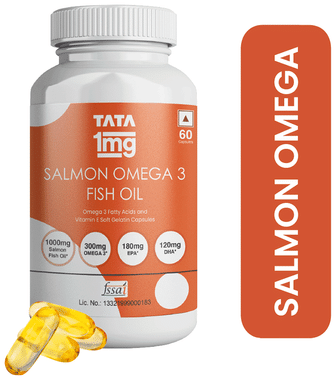 TATA
1mg
60
Capsules
SALMON OMEGA 3
FISH OIL
Omega 3 Fatty Acids and
Vitamin E Soft Gelatin Capsules
1000mg
Salmon
Fish Oil*
300mg
OMEGA 3*
180mg
EPA*
120mg
DHA*
fssai
Lic. No.: 13321999000183
SALMON OMEGA